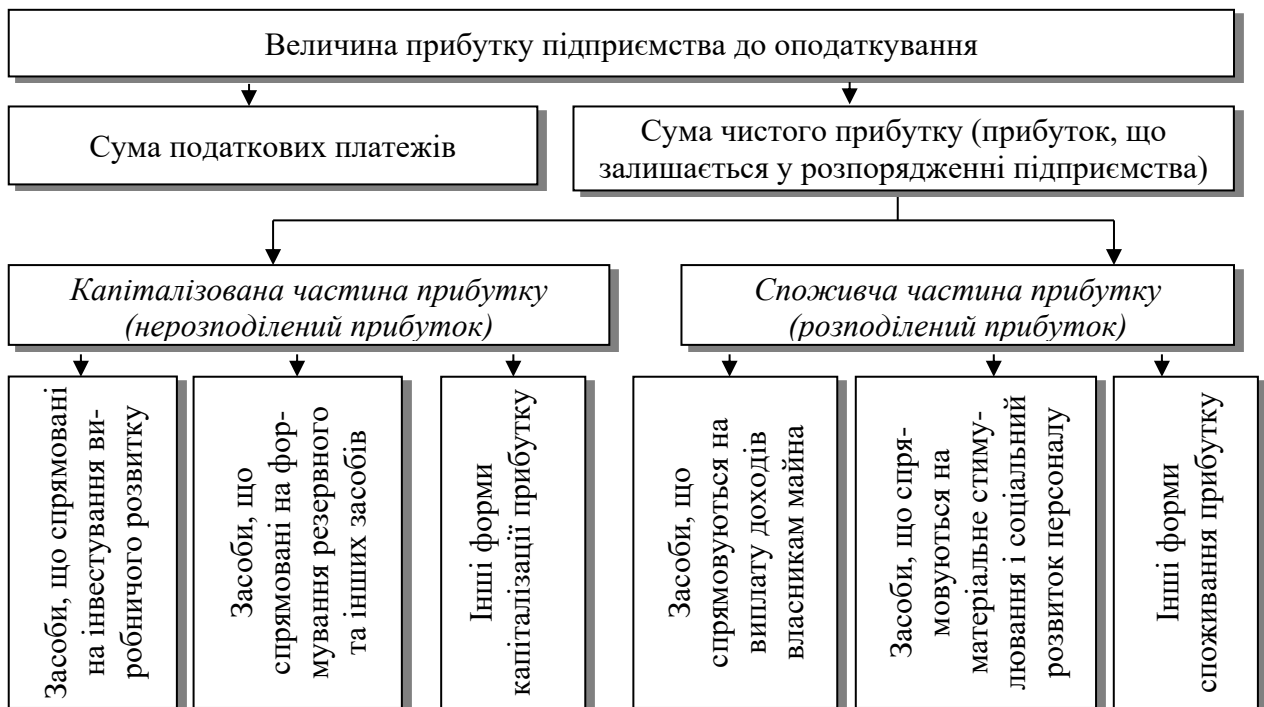 Величина прибутку підприємства до оподаткування
Сума податкових платежів
Сума чистого прибутку (прибуток, що
залишається у розпорядженні підприємства)
Капіталізована частина прибутку
(нерозподілений прибуток)
Споживча частина прибутку
(розподілений прибуток)
Засоби, що спрямовані
на інвестування ви-
робничого розвитку
Засоби, що
спрямовані на фор-
мування резервного
та інших засобів
Інші форми
капіталізації прибутку
Засоби, що
спрямовуються на
виплату доходів
власникам майна
Засоби, що спря-
мовуються на
матеріальне стиму-
лювання і соціальний
розвиток персоналу
Інші форми
споживання прибутку